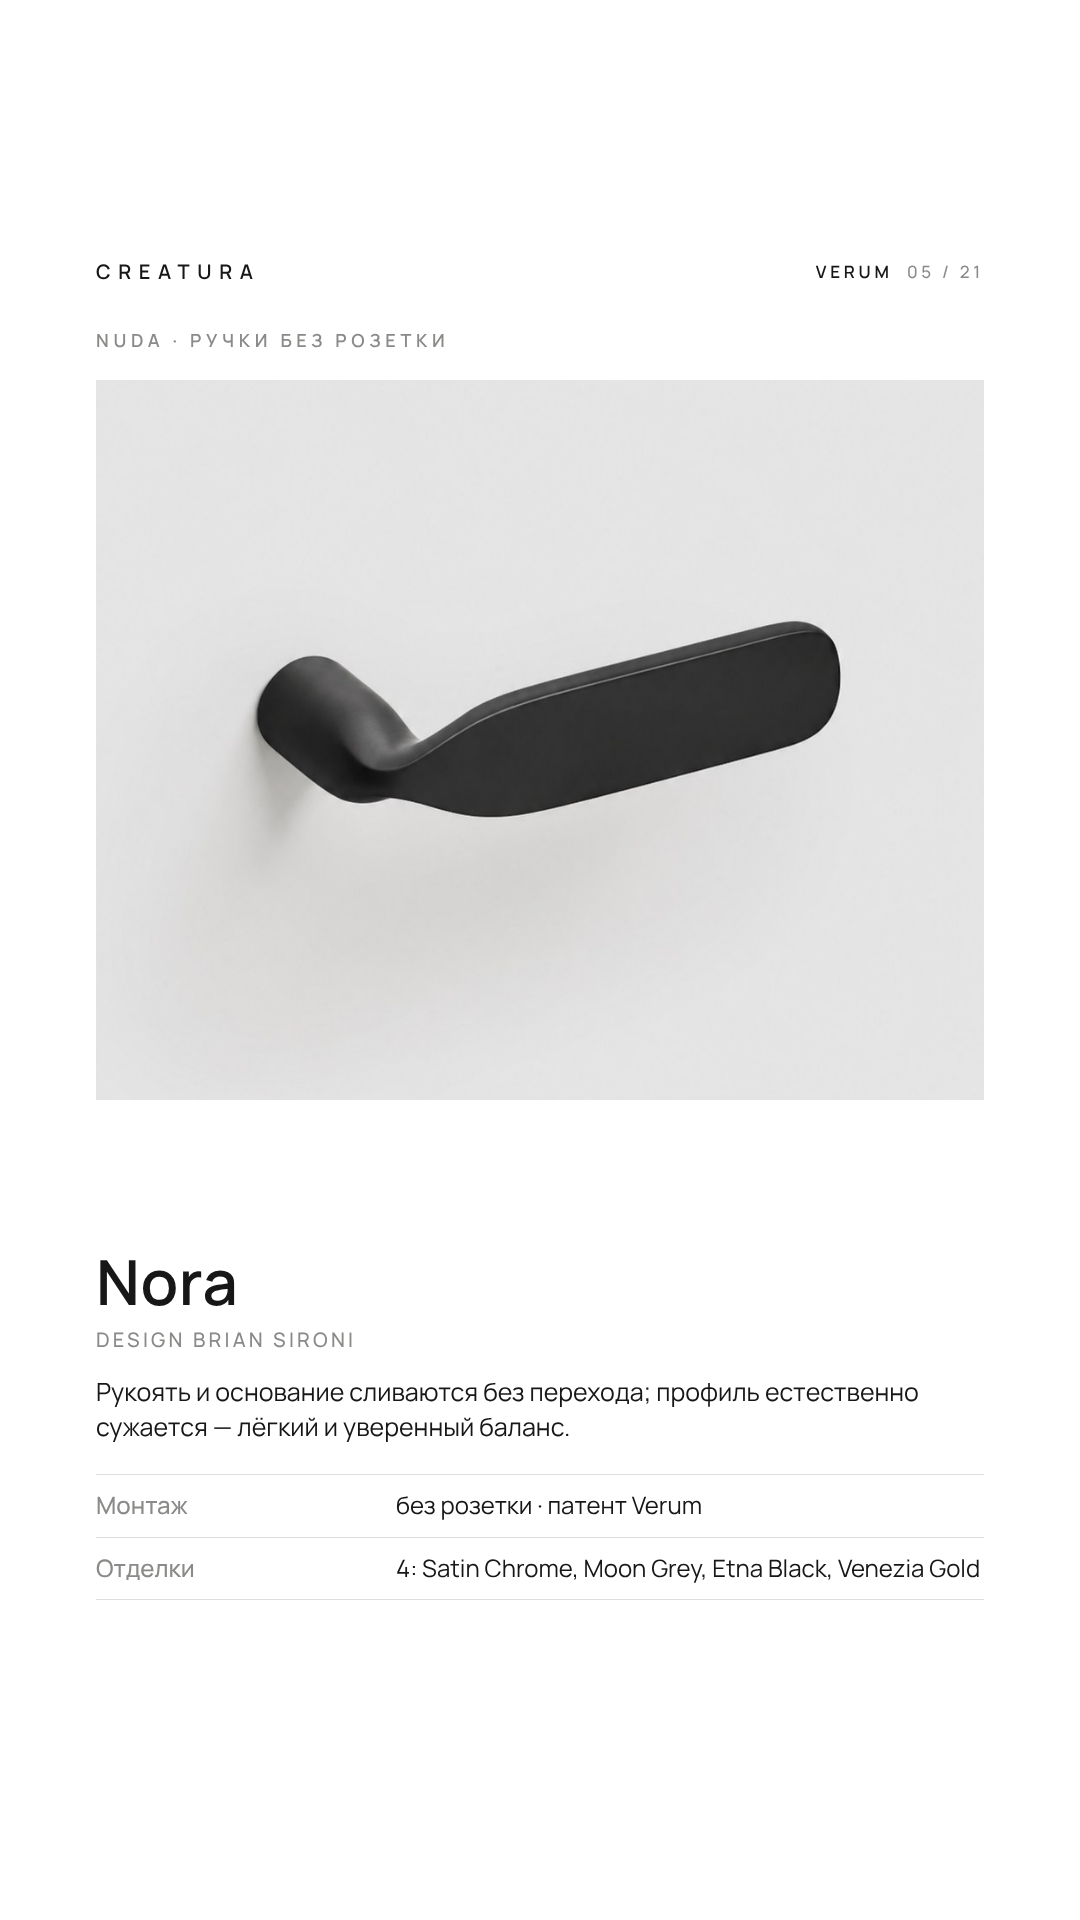 CREATURA
VERUM 05 / 21
NUDA · РУЧКИ БЕЗ РОЗЕТКИ
Nora
DESIGN BRIAN SIRONI
Рукоять и основание сливаются без перехода; профиль естественно
сужается — лёгкий и уверенный баланс.
Монтаж без розетки · патент Verum
Отделки 4: Satin Chrome, Moon Grey, Etna Black, Venezia Gold